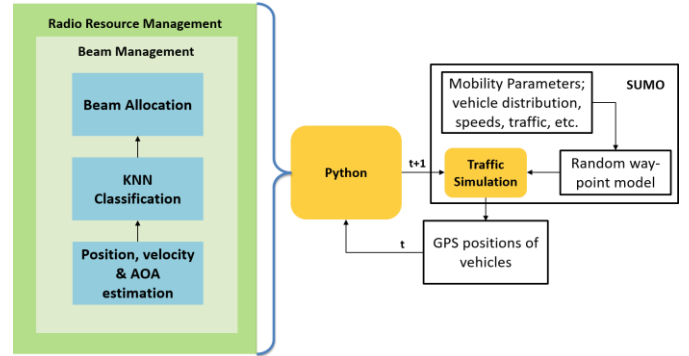 Radio Resource Management
Beam Management
Beam Allocation
KNN
Classification
Position, velocity
& AOA
estimation
Python
t+1
t
SUMO
Mobility Parameters;
vehicle distribution,
speeds, traffic, etc.
Traffic
Simulation
Random way-
point model
GPS positions of
vehicles